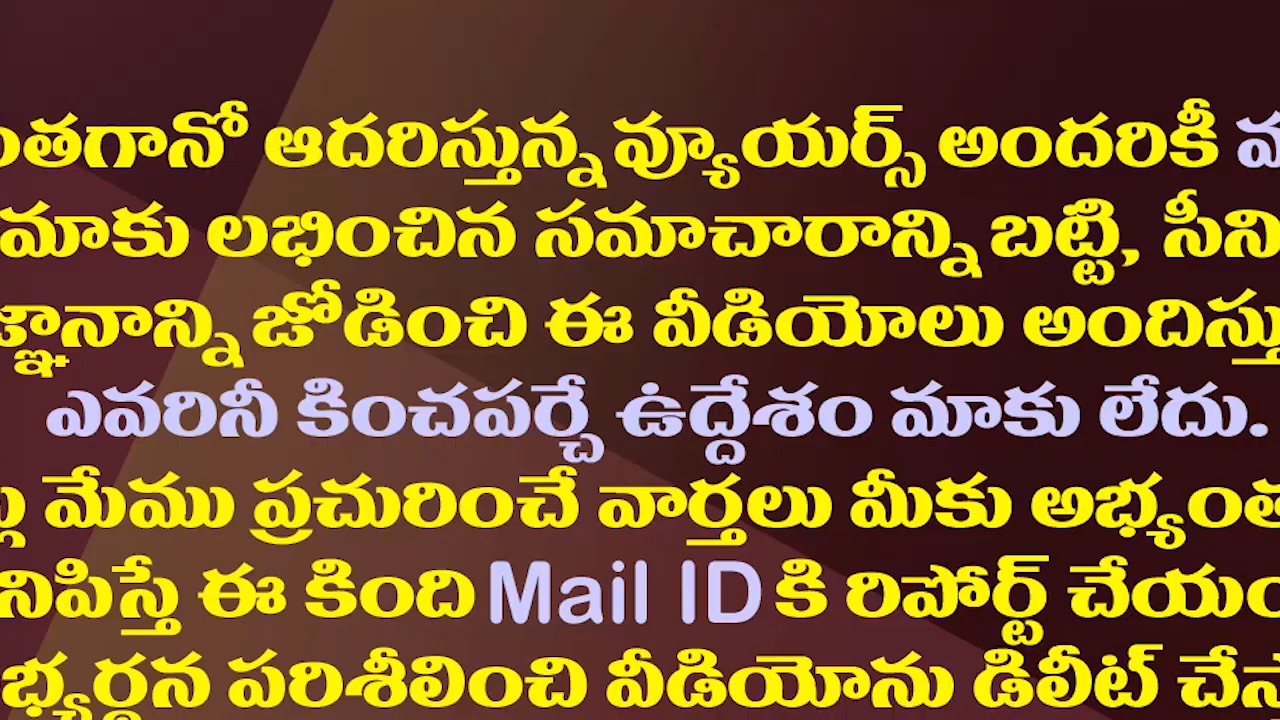 ఆదరిస్తున్న వ్యూయర్స్ అందరికీ
మాకు లభించిన సమాచారాన్ని బట్టి,
జోడించి ఈ వీడియోలు
ఎవరినీ కించపర్చే ఉద్దేశం మాకు లేదు.
మేము ప్రచురించే వార్తలు మీకు
ఈ కింది Mail ID కి రిపోర్ట్
పరిశీలించి వీడియోను డిలీట్